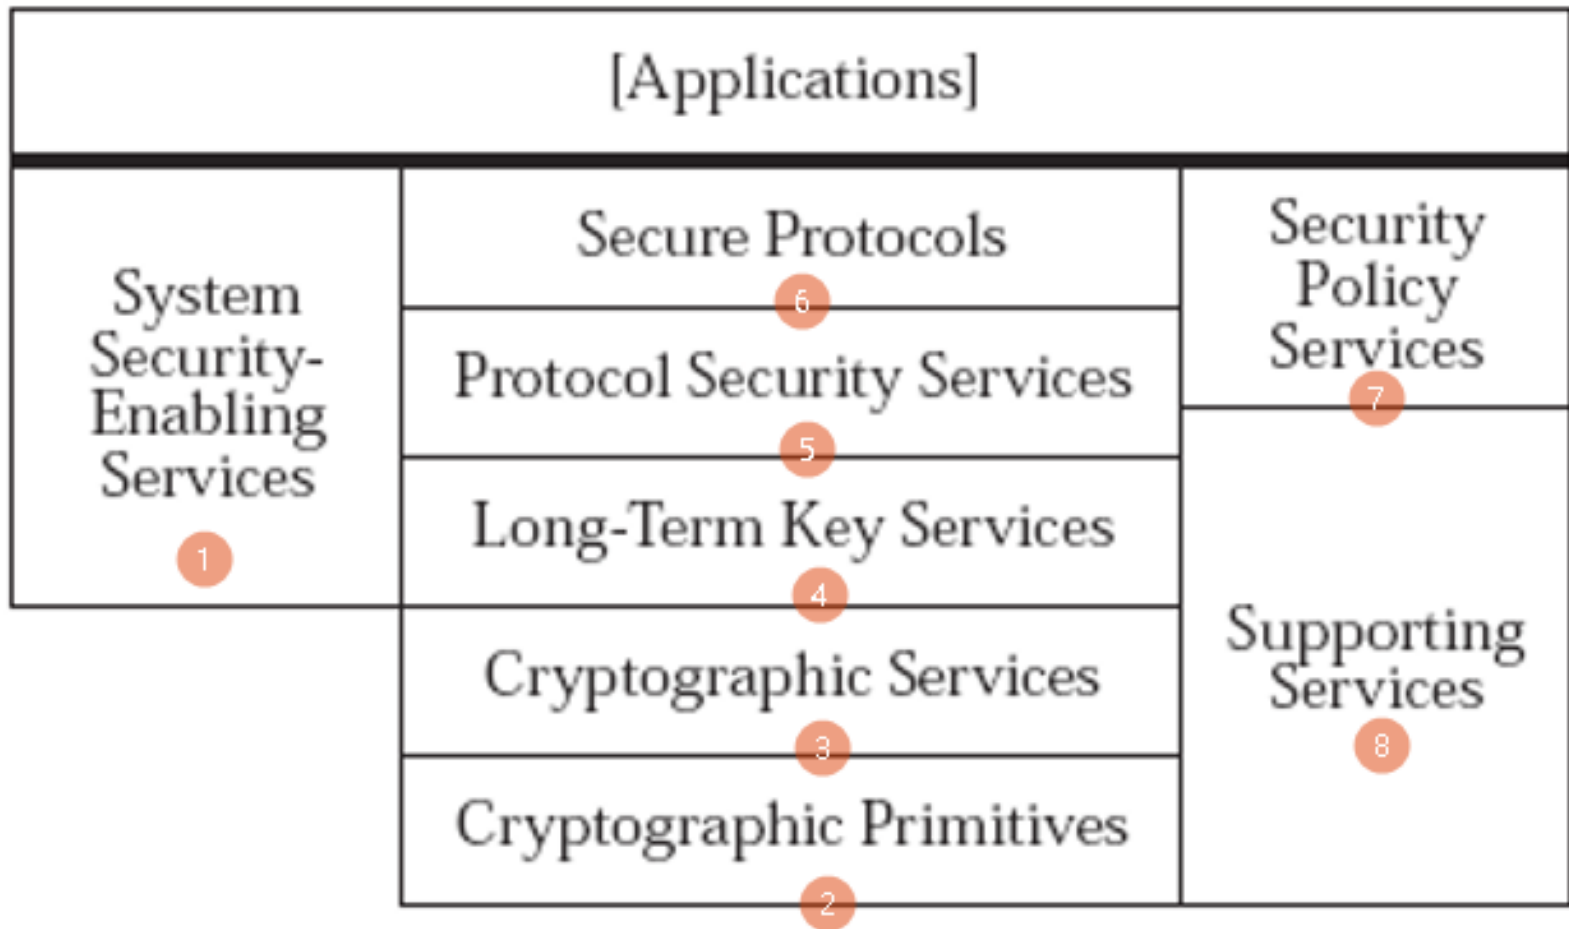 [Applications]
System
Security-
Enabling
Services
1
Secure Protocols
6
Protocol Security Services
5
Long-Term Key Services
4
Cryptographic Services
3
Cryptographic Primitives
2
Security
Policy
Services
7
Supporting
Services
8